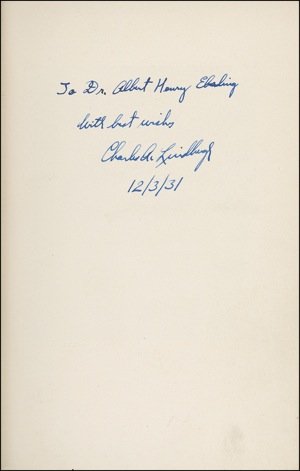 To Dr. Albert Henry Ebeling
With best wishes
Charles A. Lindbergh
12/3/31